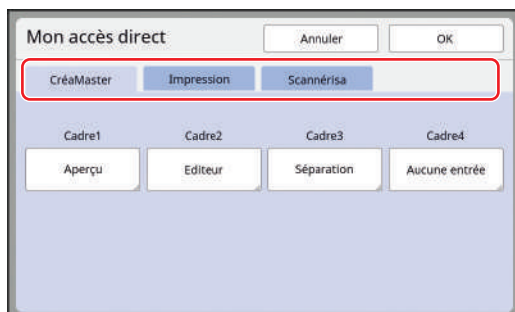 Mon accès direct Annuler OK
CréaMaster Impression Scannérisa
Cadre1 Cadre2 Cadre3 Cadre4
Aperçu Editeur Séparation Aucune entrée